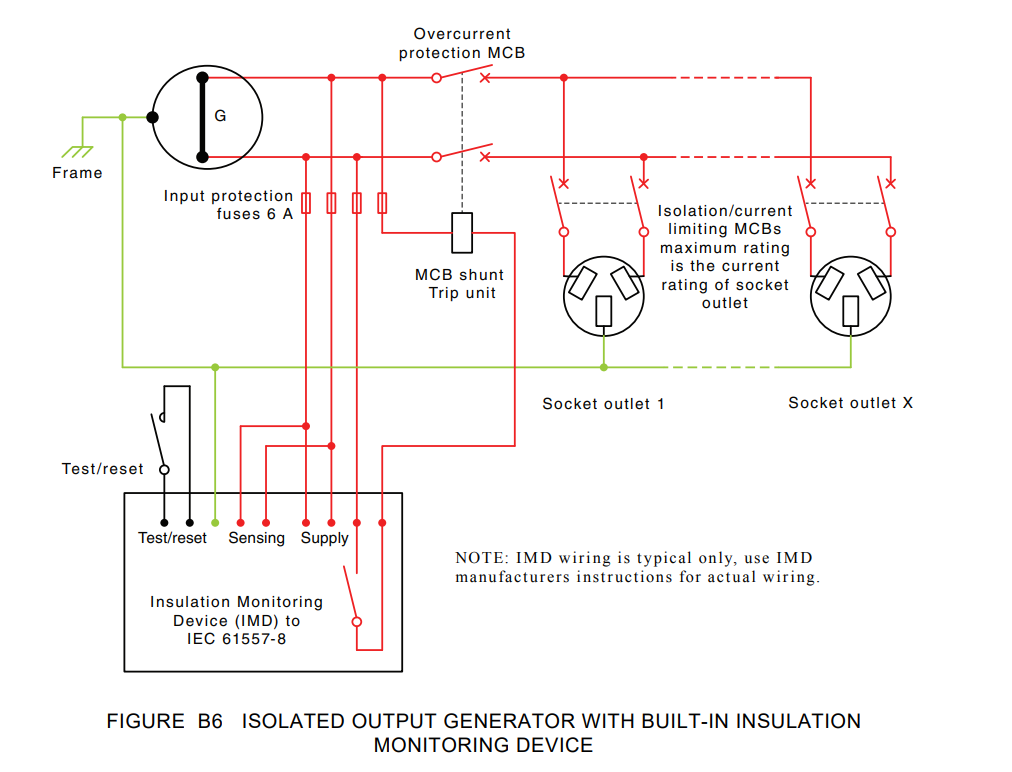 Overcurrent
protection MCB
G
Frame
Input protection
fuses 6 A
MCB shunt
Trip unit
Isolation/current
limiting MCBs
maximum rating
is the current
rating of socket
outlet
Socket outlet 1
Socket outlet X
Test/reset
Test/reset Sensing Supply
Insulation Monitoring
Device (IMD) to
IEC 61557-8
NOTE: IMD wiring is typical only, use IMD
manufacturers instructions for actual wiring.
FIGURE B6 ISOLATED OUTPUT GENERATOR WITH BUILT-IN INSULATION
MONITORING DEVICE